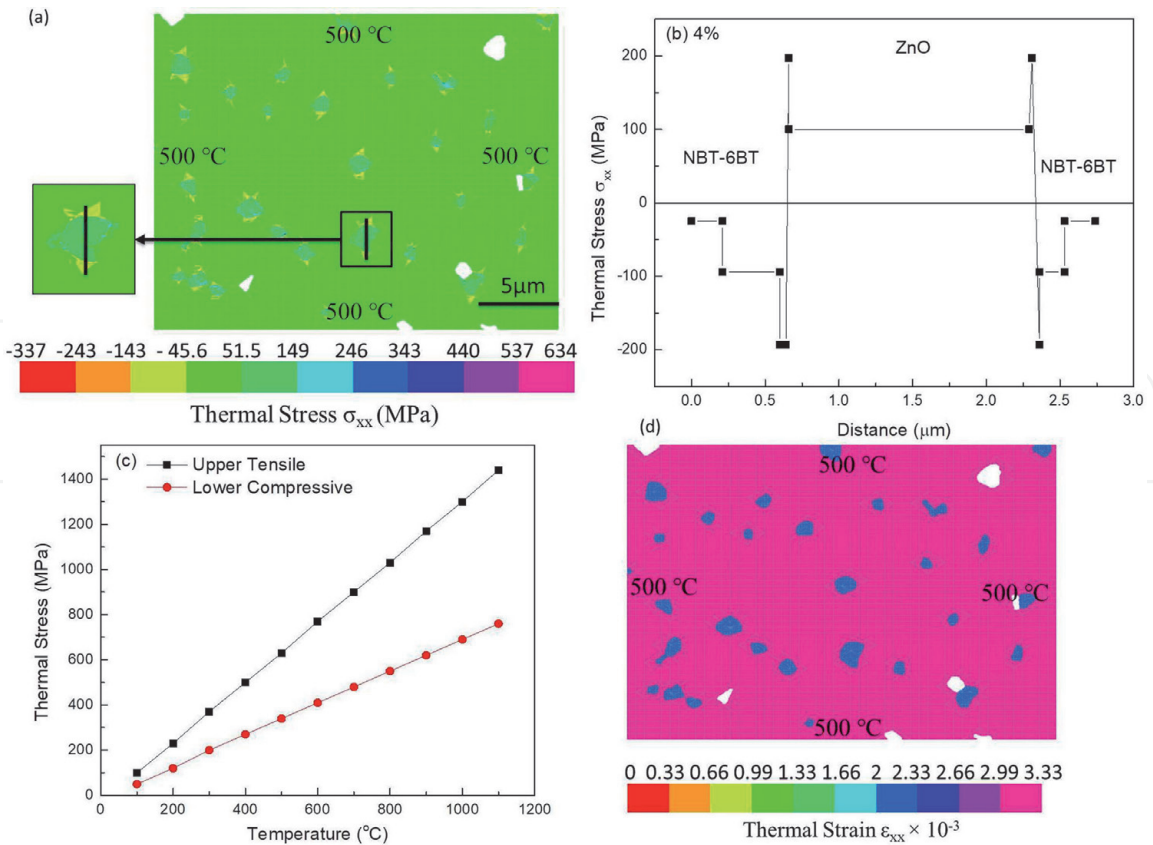 (a)
500 °C
500 °C
500 °C
5μm
500 °C
-337 -243 -143 - 45.6 51.5 149 246 343 440 537 634
Thermal Stress σxx (MPa)
(b) 4%
ZnO
NBT-6BT
NBT-6BT
200
100
0
-100
-200
Thermal Stress σxx (MPa)
0.0 0.5 1.0 1.5 2.0 2.5 3.0
Distance (μm)
(c)
Upper Tensile
Lower Compressive
1400
1200
1000
800
600
400
200
0
Thermal Stress (MPa)
0 200 400 600 800 1000 1200
Temperature (°C)
(d)
500 °C
500 °C
500 °C
500 °C
0 0.33 0.66 0.99 1.33 1.66 2 2.33 2.66 2.99 3.33
Thermal Strain εxx × 10-3